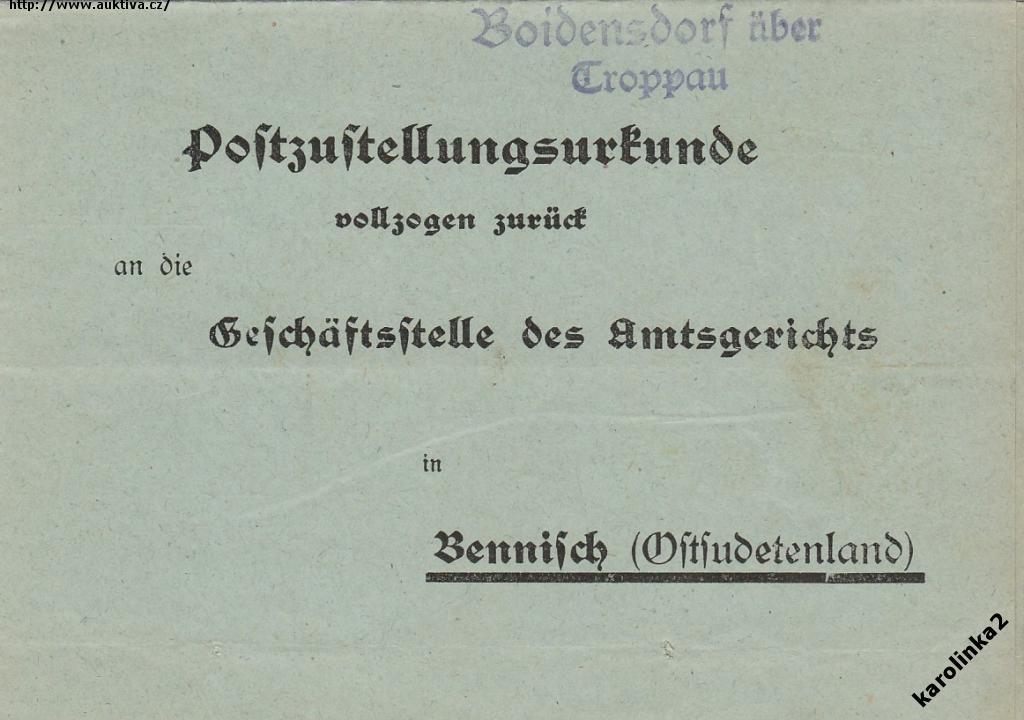 http://www.auktiva.cz/
Boidensdorf über
Troppau
Postzustellungsurkunde
vollzogen zurück
an die
Geschäftsstelle des Amtsgerichts
in
Bennisch (Ostsudetenland)
karolinka2